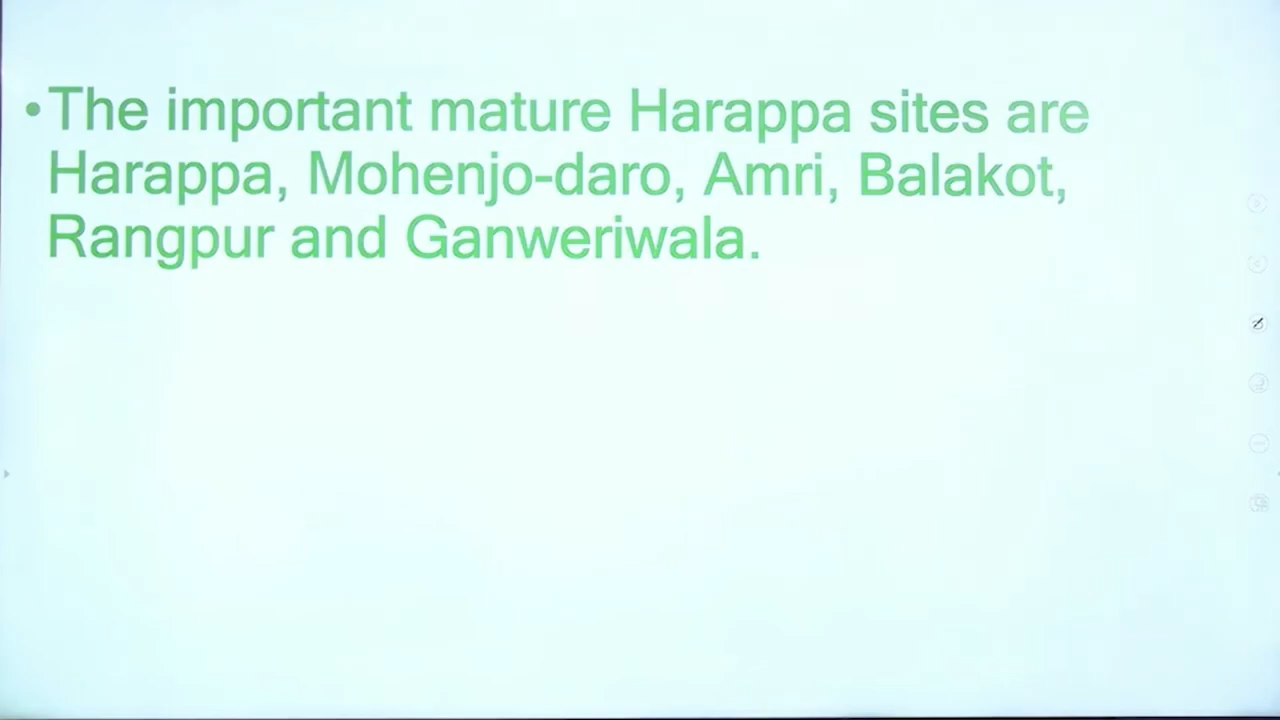 •The important mature Harappa sites are
Harappa, Mohenjo-daro, Amri, Balakot,
Rangpur and Ganweriwala.